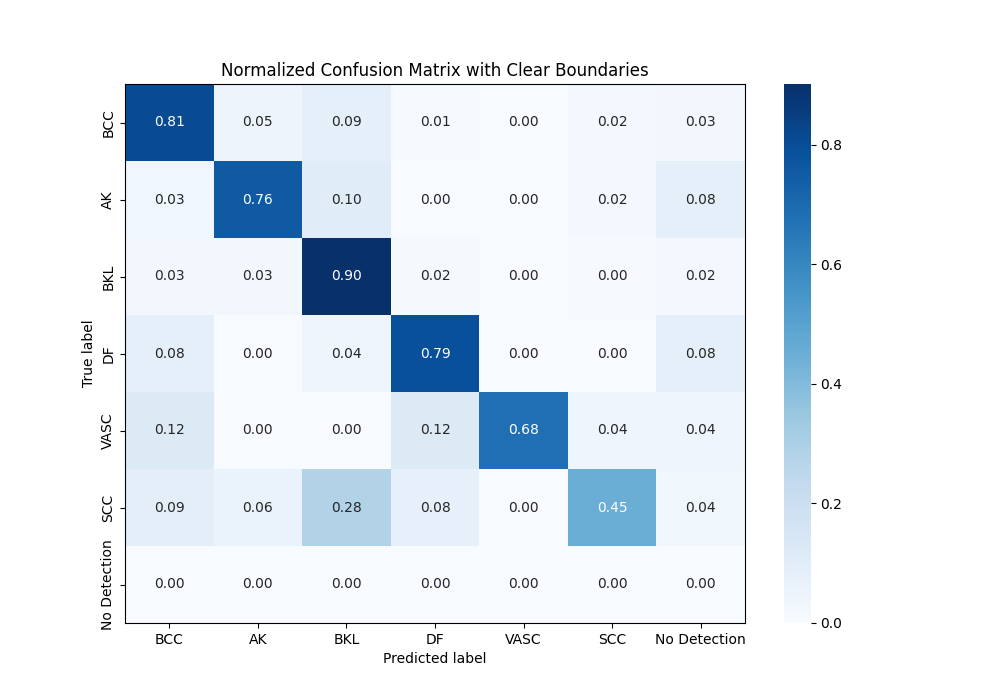 Normalized Confusion Matrix with Clear Boundaries
BCC 0.81 0.05 0.09 0.01 0.00 0.02 0.03
AK 0.03 0.76 0.10 0.00 0.00 0.02 0.08
BKL 0.03 0.03 0.90 0.02 0.00 0.00 0.02
DF 0.08 0.00 0.04 0.79 0.00 0.00 0.08
VASC 0.12 0.00 0.00 0.12 0.68 0.04 0.04
SCC 0.09 0.06 0.28 0.08 0.00 0.45 0.04
No Detection 0.00 0.00 0.00 0.00 0.00 0.00 0.00
BCC AK BKL DF VASC SCC No Detection
Predicted label
True label
0.8
0.6
0.4
0.2
0.0